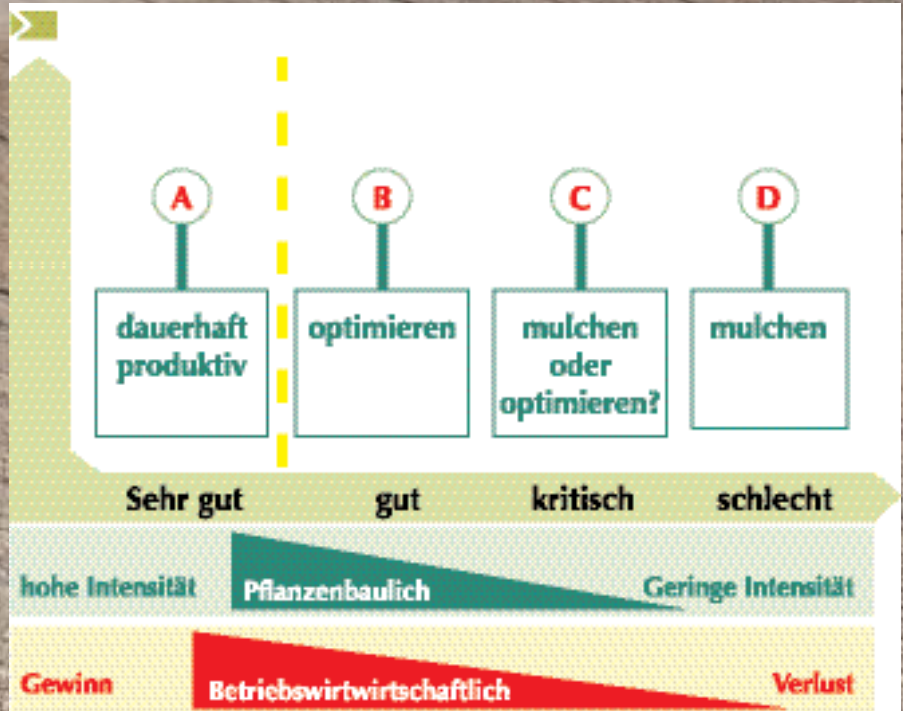 A
B
C
D
dauerhaft
produktiv
optimieren
mulchen
oder
optimieren?
mulchen
Sehr gut
gut
kritisch
schlecht
hohe Intensität
Pflanzenbaulich
Geringe Intensität
Gewinn
Betriebswirtwirtschaftlich
Verlust